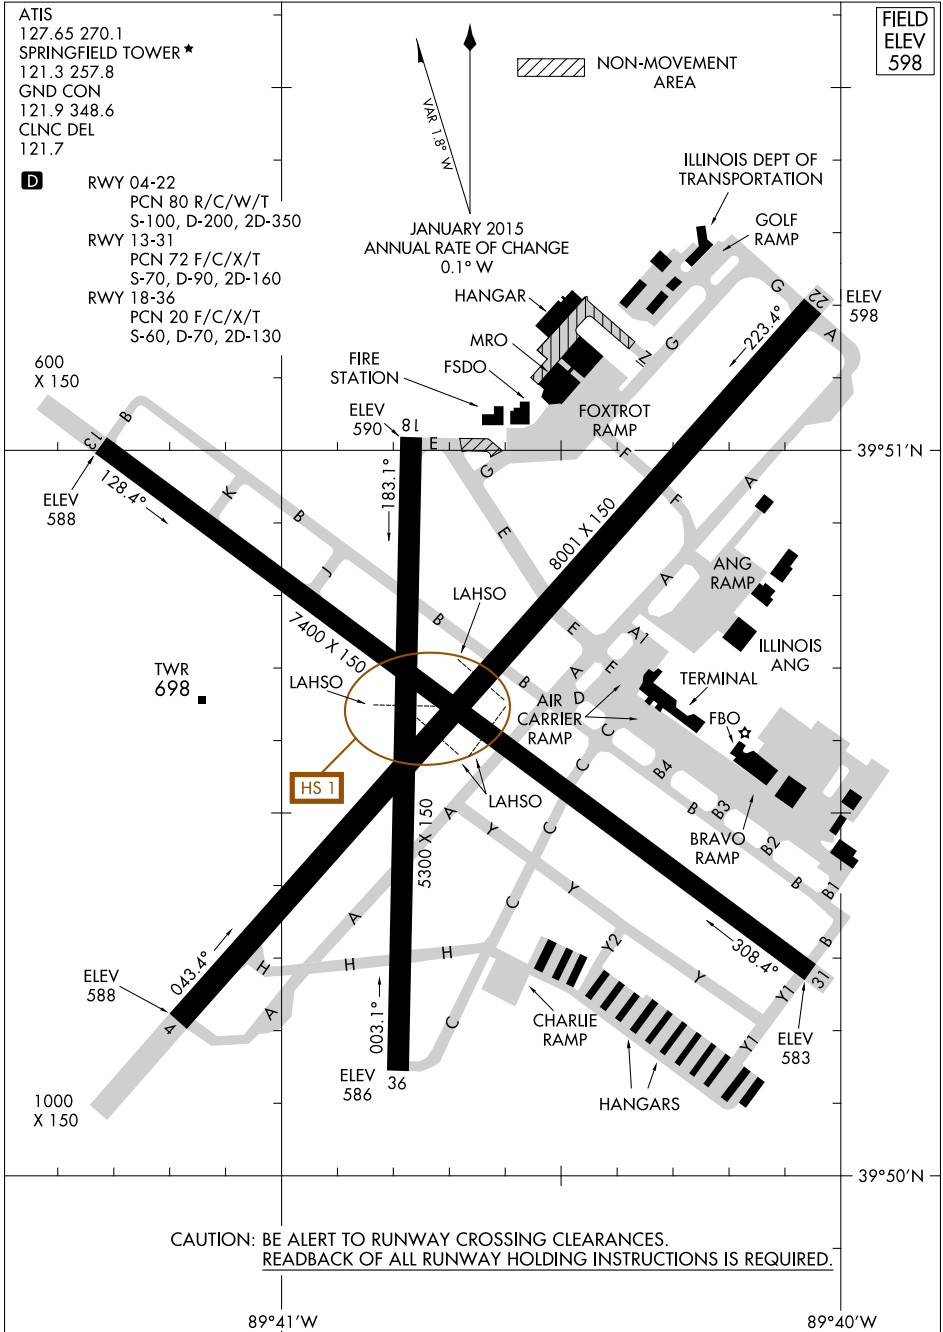 ATIS
127.65 270.1
SPRINGFIELD TOWER★
121.3 257.8
GND CON
121.9 348.6
CLNC DEL
121.7
D
RWY 04-22
PCN 80 R/C/W/T
S-100, D-200, 2D-350
RWY 13-31
PCN 72 F/C/X/T
S-70, D-90, 2D-160
RWY 18-36
PCN 20 F/C/X/T
S-60, D-70, 2D-130
VAR 1.8° W
JANUARY 2015
ANNUAL RATE OF CHANGE
0.1° W
NON-MOVEMENT
AREA
FIELD
ELEV
598
ILLINOIS DEPT OF
TRANSPORTATION
GOLF
RAMP
HANGAR
MRO
FSDO
FIRE
STATION
FOXTROT
RAMP
G
22
ELEV
598
A
223.4°
G
N
600
X 150
B
13
ELEV
588
128.4°
K
B
J
7400 X 150
ELEV
590
18
183.1°
E
G
E
F
F
A
8001 X 150
39°51'N
ANG
RAMP
A
A1
E
E
ILLINOIS
ANG
LAHSO
B
B
A
D
C
C
TERMINAL
FBO
AIR
CARRIER
RAMP
TWR
698
LAHSO
HS 1
LAHSO
B4
B
B3
BRAVO
RAMP
B2
B
B1
B
5300 X 150
A
Y
C
Y
C
A
H
H
H
Y2
Y
Y1
Y1
308.4°
31
ELEV
583
ELEV
588
043.4°
4
A
003.1°
C
ELEV
586
36
CHARLIE
RAMP
HANGARS
1000
X 150
39°50'N
CAUTION: BE ALERT TO RUNWAY CROSSING CLEARANCES.
READBACK OF ALL RUNWAY HOLDING INSTRUCTIONS IS REQUIRED.
89°41'W
89°40'W